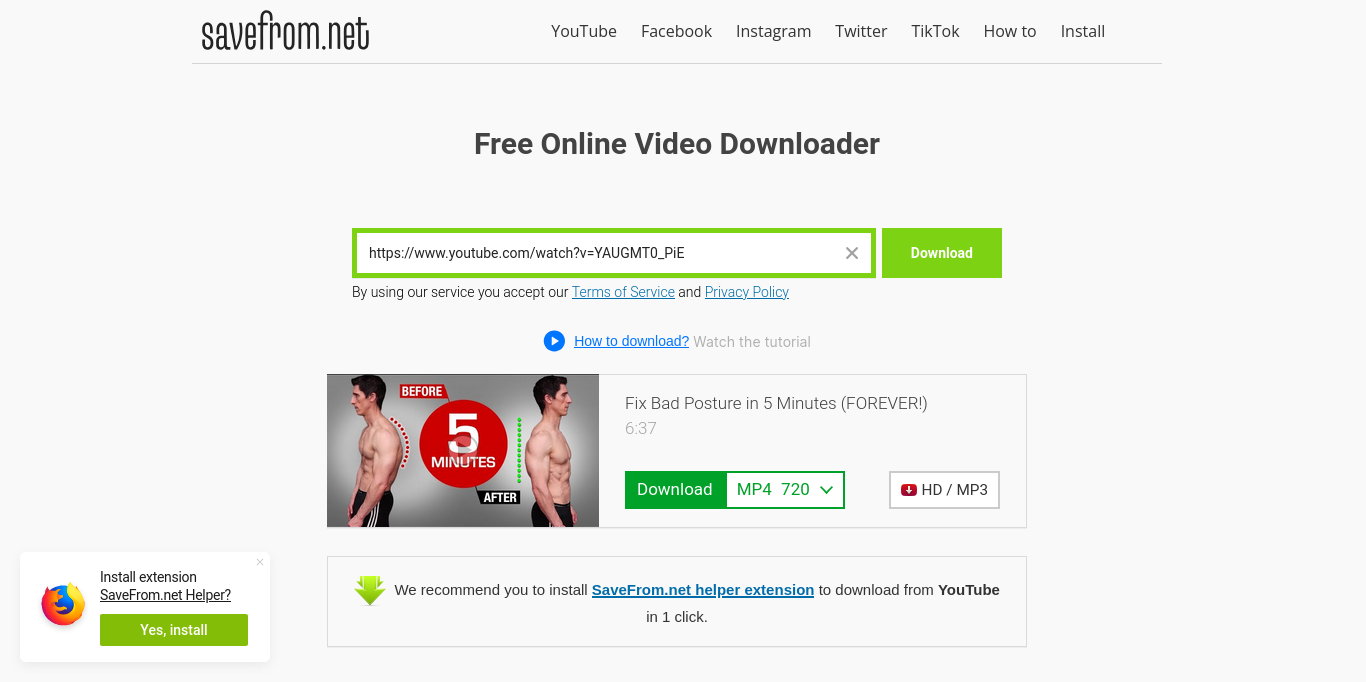 savefrom.net
YouTube Facebook Instagram Twitter TikTok How to Install
Free Online Video Downloader
https://www.youtube.com/watch?v=YAUGMT0_PiE
Download
By using our service you accept our Terms of Service and Privacy Policy
How to download? Watch the tutorial
BEFORE
5
MINUTES
AFTER
Fix Bad Posture in 5 Minutes (FOREVER!)
6:37
Download MP4 720
HD / MP3
We recommend you to install SaveFrom.net helper extension to download from YouTube
in 1 click.
Install extension
SaveFrom.net Helper?
Yes, install